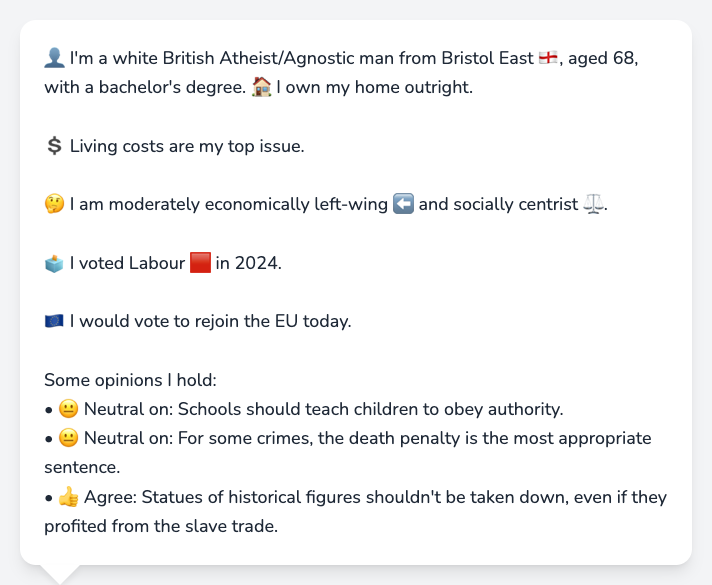 👤 I'm a white British Atheist/Agnostic man from Bristol East 🏴󠁧󠁢󠁥󠁮󠁧󠁿, aged 68,
with a bachelor's degree. 🏠 I own my home outright.
💲 Living costs are my top issue.
🤔 I am moderately economically left-wing ⬅️ and socially centrist ⚖️.
🗳️ I voted Labour 🟥 in 2024.
🇪🇺 I would vote to rejoin the EU today.
Some opinions I hold:
• 😐 Neutral on: Schools should teach children to obey authority.
• 😐 Neutral on: For some crimes, the death penalty is the most appropriate
sentence.
• 👍 Agree: Statues of historical figures shouldn't be taken down, even if they
profited from the slave trade.